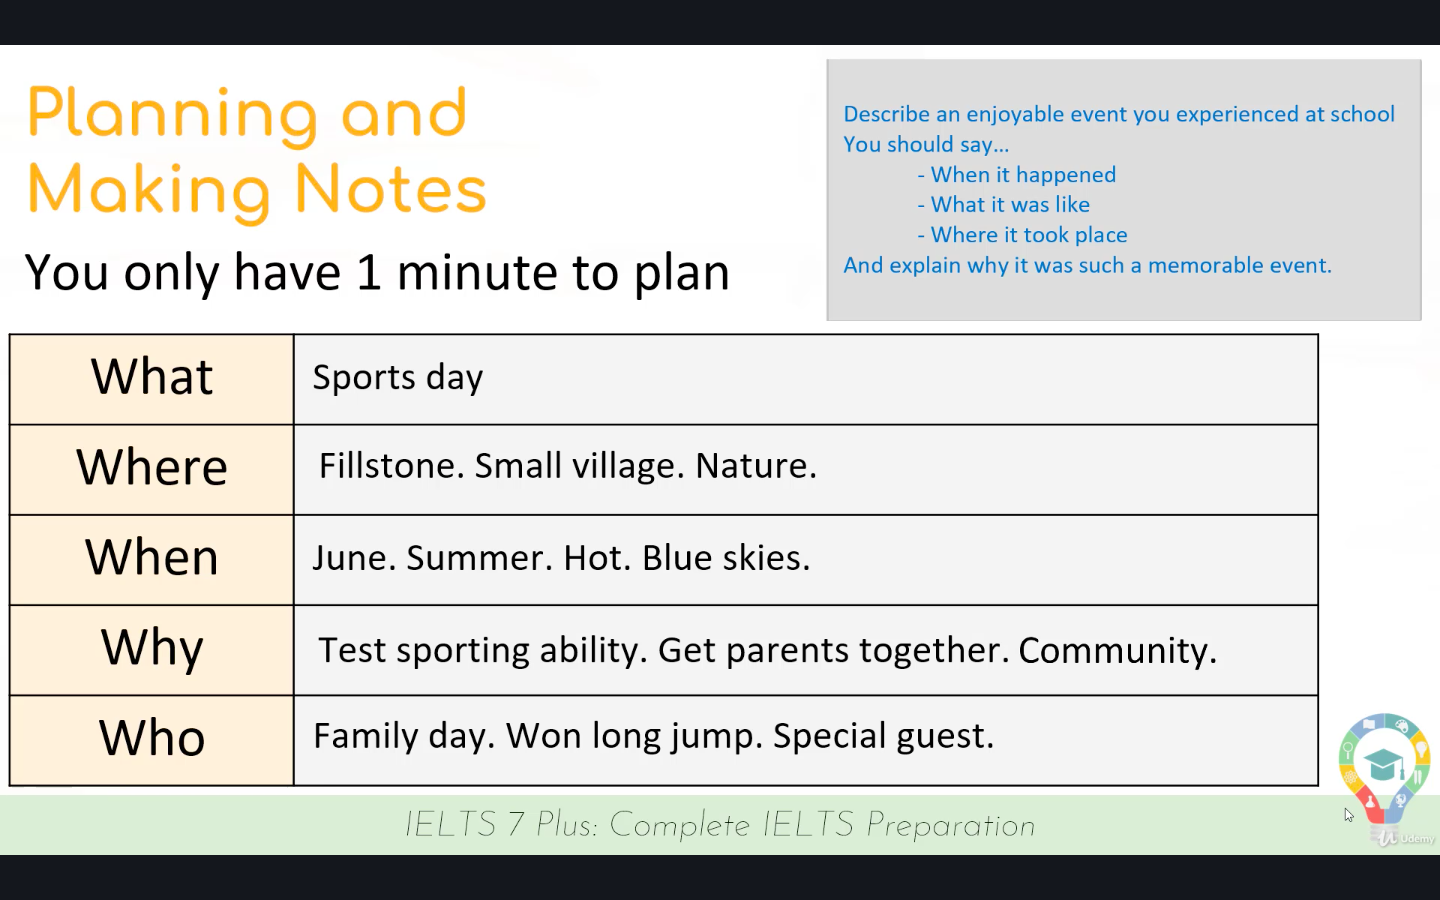 Planning and
Making Notes
You only have 1 minute to plan
Describe an enjoyable event you experienced at school
You should say...
- When it happened
- What it was like
- Where it took place
And explain why it was such a memorable event.
What
Sports day
Where
Fillstone. Small village. Nature.
When
June. Summer. Hot. Blue skies.
Why
Test sporting ability. Get parents together. Community.
Who
Family day. Won long jump. Special guest.
IELTS 7 Plus: Complete IELTS Preparation
Udemy